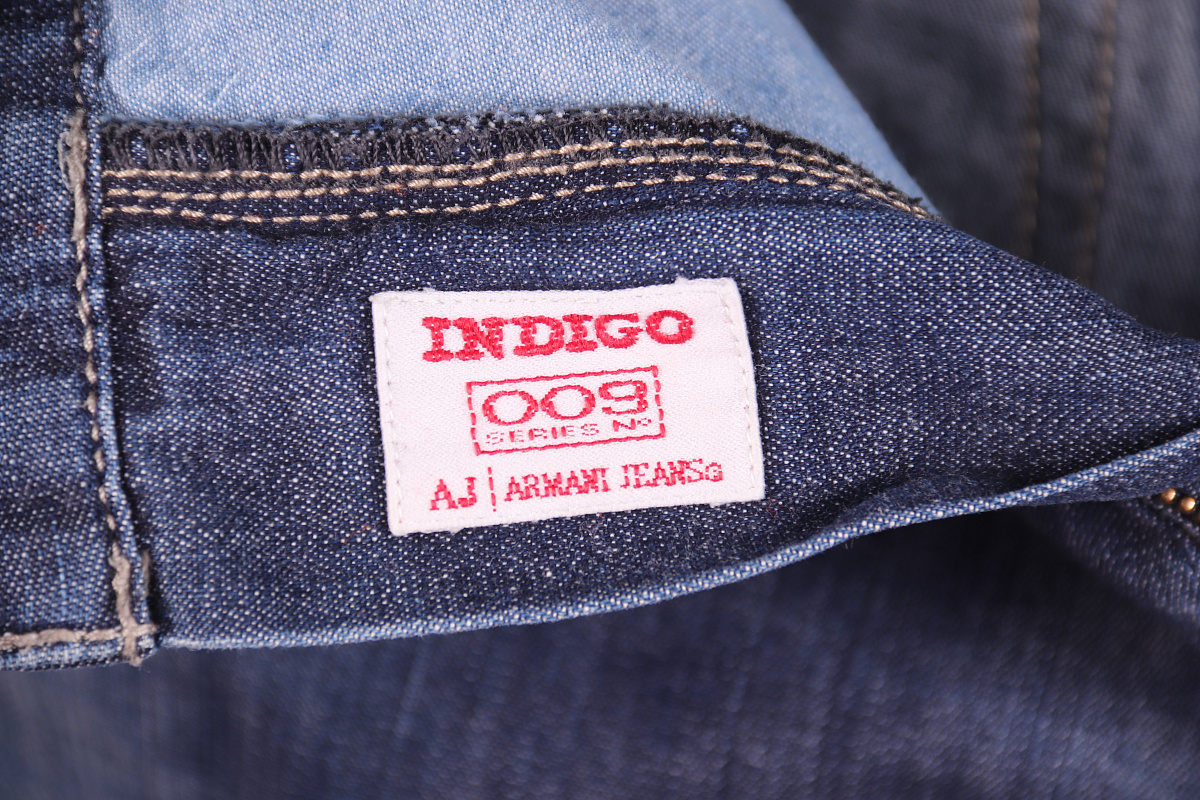 INDIGO
009
SERIES Nº
AJ | ARMANI JEANS